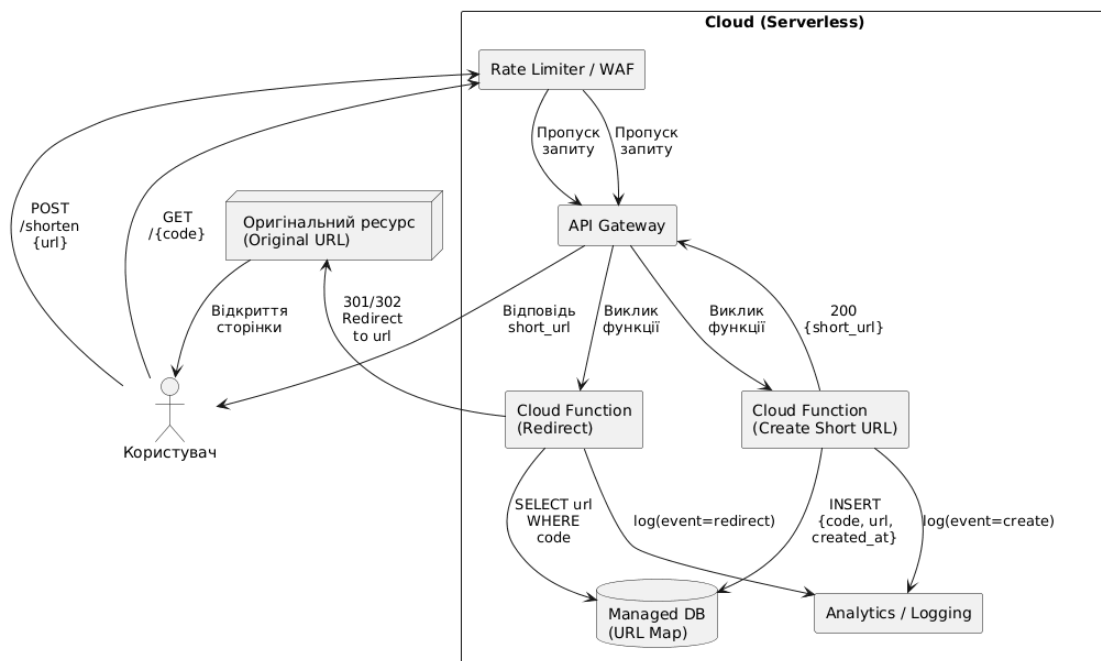 Cloud (Serverless)
Rate Limiter / WAF
Пропуск
запиту
Пропуск
запиту
POST
/shorten
{url}
GET
/{code}
Оригінальний ресурс
(Original URL)
API Gateway
Відкриття
сторінки
301/302
Redirect
to url
Відповідь
short_url
Виклик
функції
Виклик
функції
200
{short_url}
Користувач
Cloud Function
(Redirect)
Cloud Function
(Create Short URL)
SELECT url
WHERE
code
log(event=redirect)
INSERT
{code, url,
created_at}
log(event=create)
Managed DB
(URL Map)
Analytics / Logging